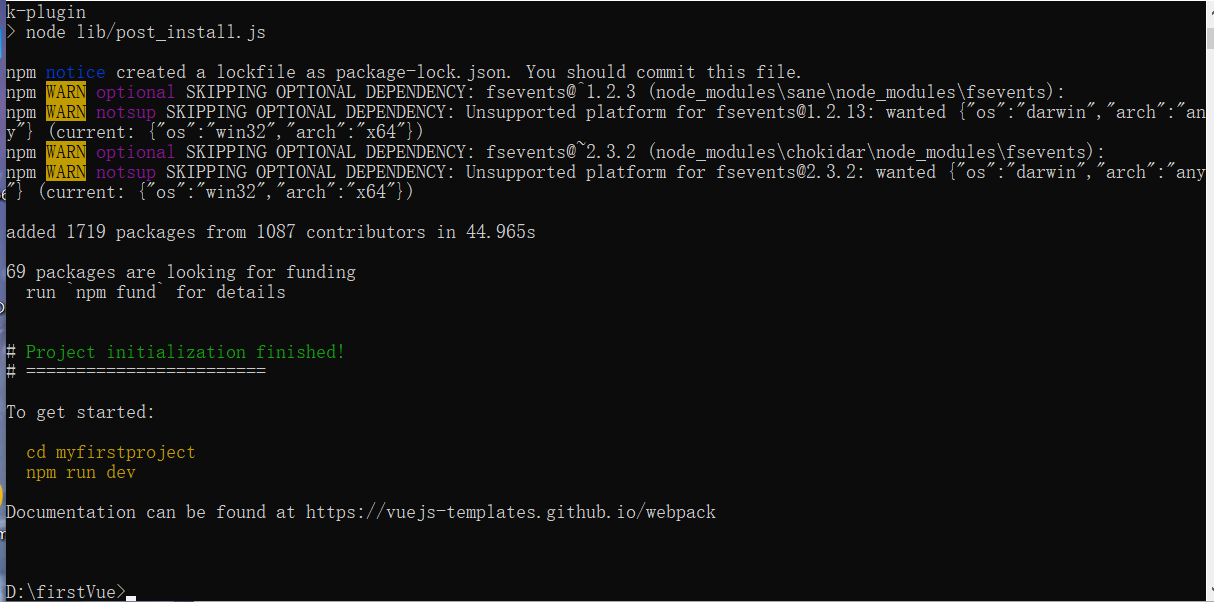 k-plugin
> node lib/post_install.js
npm notice created a lockfile as package-lock.json. You should commit this file.
npm WARN optional SKIPPING OPTIONAL DEPENDENCY: fsevents@^1.2.3 (node_modules\sane\node_modules\fsevents):
npm WARN notsup SKIPPING OPTIONAL DEPENDENCY: Unsupported platform for fsevents@1.2.13: wanted {"os":"darwin","arch":"an
y"} (current: {"os":"win32","arch":"x64"})
npm WARN optional SKIPPING OPTIONAL DEPENDENCY: fsevents@~2.3.2 (node_modules\chokidar\node_modules\fsevents):
npm WARN notsup SKIPPING OPTIONAL DEPENDENCY: Unsupported platform for fsevents@2.3.2: wanted {"os":"darwin","arch":"any
"} (current: {"os":"win32","arch":"x64"})
added 1719 packages from 1087 contributors in 44.965s
69 packages are looking for funding
  run `npm fund` for details
# Project initialization finished!
# ========================
To get started:
  cd myfirstproject
  npm run dev
Documentation can be found at https://vuejs-templates.github.io/webpack
D:\firstVue>